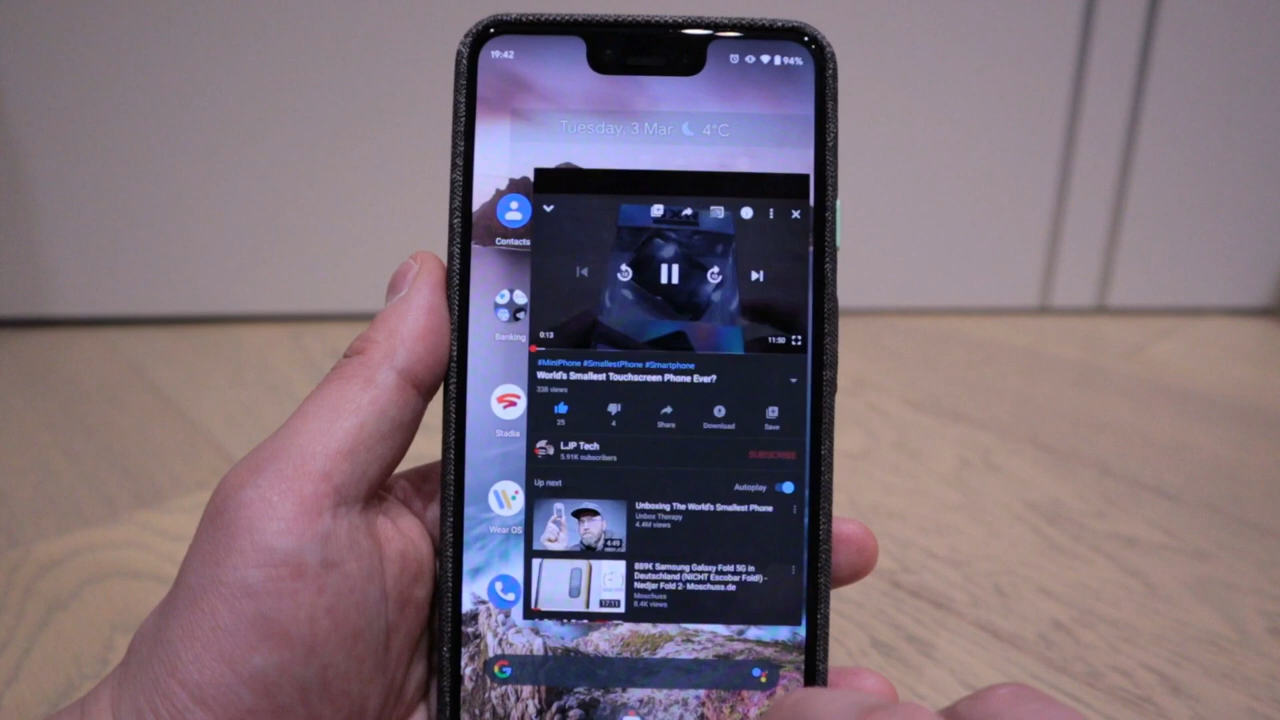 19:42
94%
Tuesday, 3 Mar 4°C
Contacts
Banking
Stadia
Wear OS
0:13
11:50
#MiniPhone #SmallestPhone #Smartphone
World's Smallest Touchscreen Phone Ever?
338 views
25
4
Share
Download
Save
LJP Tech
5.91K subscribers
SUBSCRIBE
Up next
Autoplay
Unboxing The World's Smallest Phone
Unbox Therapy
4.4M views
4:49
889€ Samsung Galaxy Fold 5G in
Deutschland (NICHT Escobar Fold!) -
Nedjer Fold 2- Moschuss.de
Moschuss
8.4K views
17:11
G